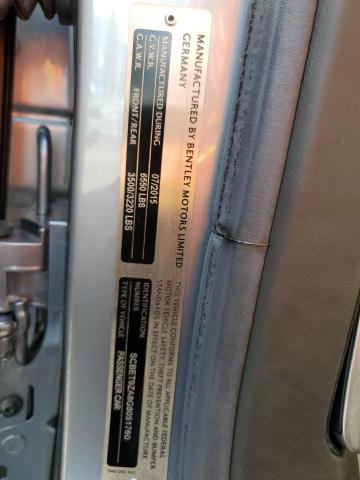 MANUFACTURED BY BENTLEY MOTORS LIMITED
GERMANY
MANUFACTURED DURING 07/2015
G.V.W.R. 6550 LBS
G.A.W.R. FRONT/REAR 3500/3220 LBS
THIS VEHICLE CONFORMS TO ALL APPLICABLE FEDERAL
MOTOR VEHICLE SAFETY, THEFT PREVENTION AND BUMPER
STANDARDS IN EFFECT ON THE DATE OF MANUFACTURE
IDENTIFICATION
NUMBER SCBET9ZA8G8051760
TYPE OF VEHICLE PASSENGER CAR